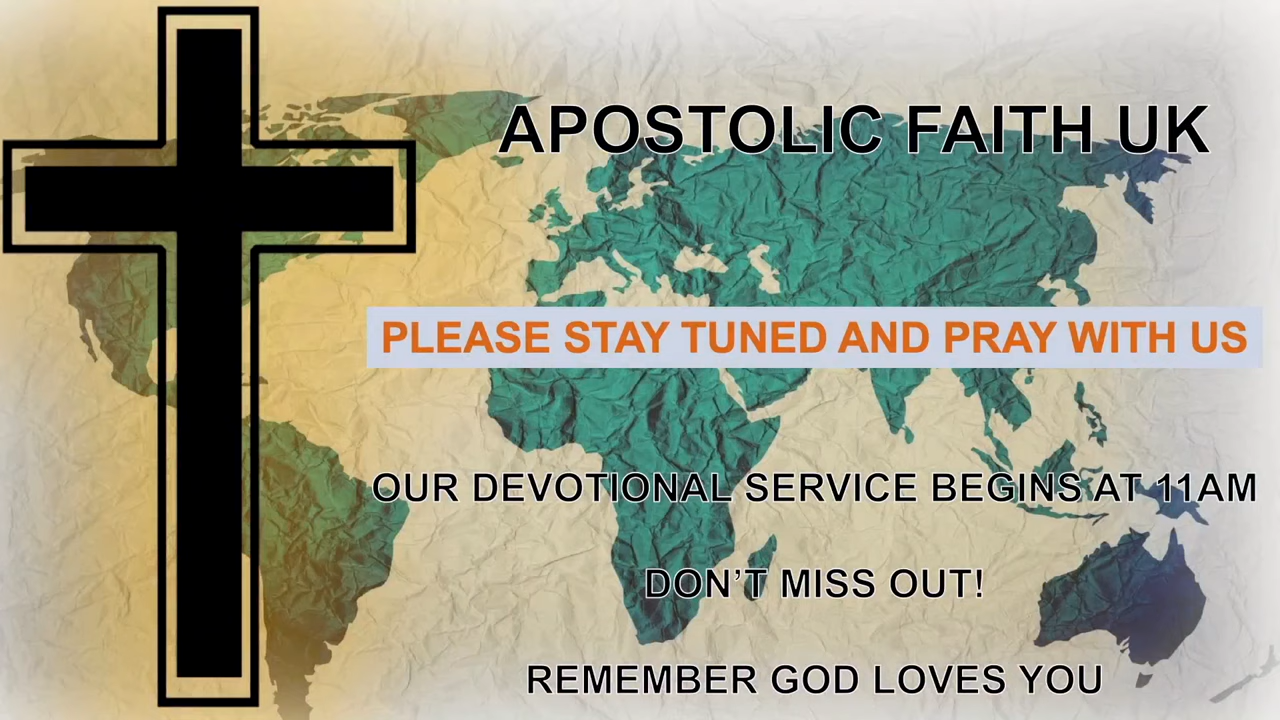 APOSTOLIC FAITH UK
PLEASE STAY TUNED AND PRAY WITH US
OUR DEVOTIONAL SERVICE BEGINS AT 11AM
DON’T MISS OUT!
REMEMBER GOD LOVES YOU